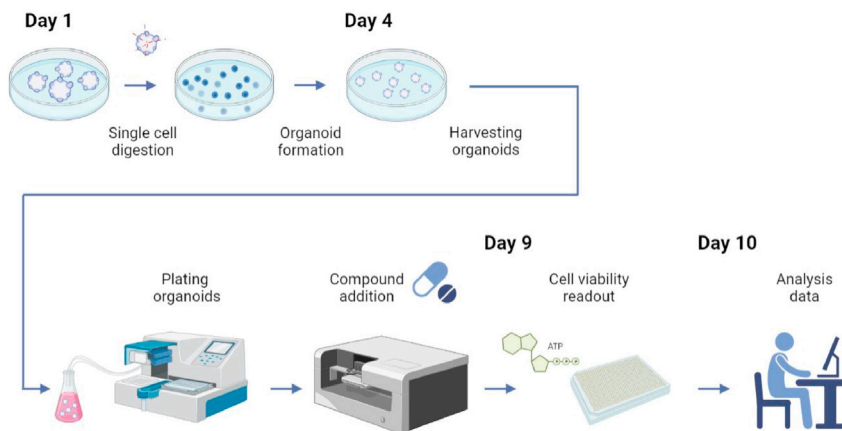 Day 1
Day 4
Single cell
digestion
Organoid
formation
Harvesting
organoids
Day 9
Day 10
Plating
organoids
Compound
addition
Cell viability
readout
Analysis
data
ATP